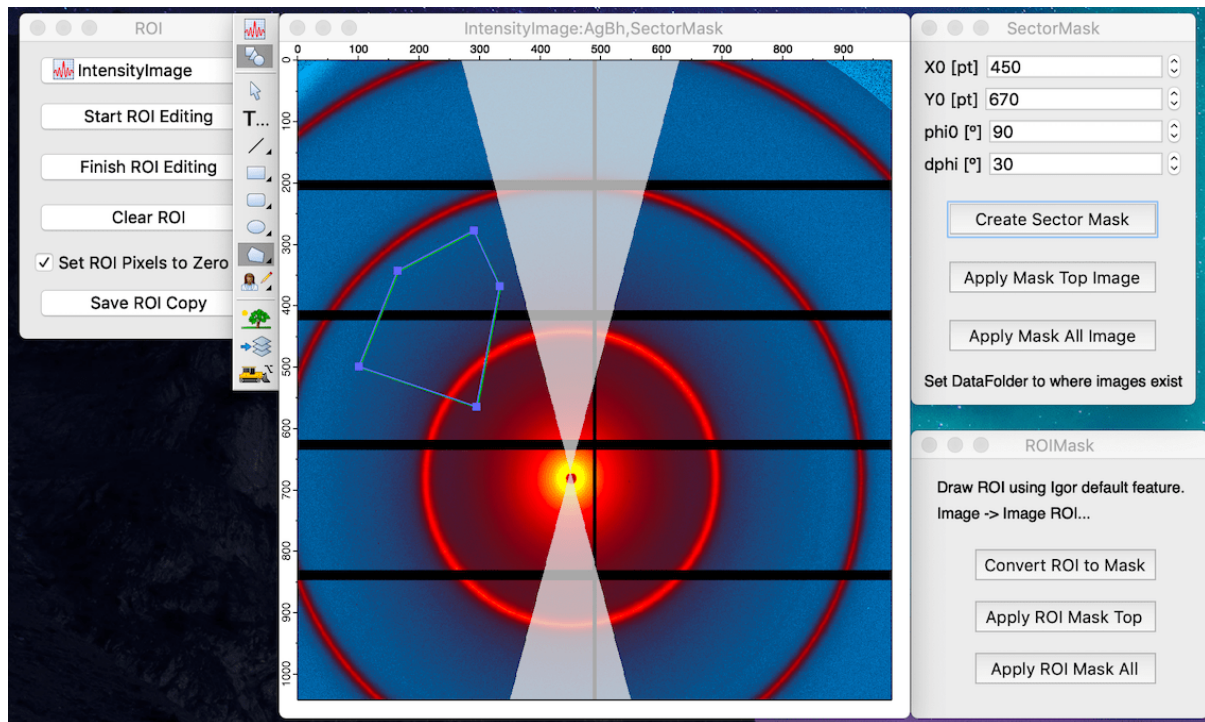 ROI
IntensityImage
Start ROI Editing
Finish ROI Editing
Clear ROI
Set ROI Pixels to Zero
Save ROI Copy
T...
IntensityImage:AgBh,SectorMask
0 100 200 300 400 500 600 700 800 900
0
100
200
300
400
500
600
700
800
900
1000
SectorMask
X0 [pt] 450
Y0 [pt] 670
phi0 [º] 90
dphi [º] 30
Create Sector Mask
Apply Mask Top Image
Apply Mask All Image
Set DataFolder to where images exist
ROIMask
Draw ROI using Igor default feature.
Image -> Image ROI...
Convert ROI to Mask
Apply ROI Mask Top
Apply ROI Mask All